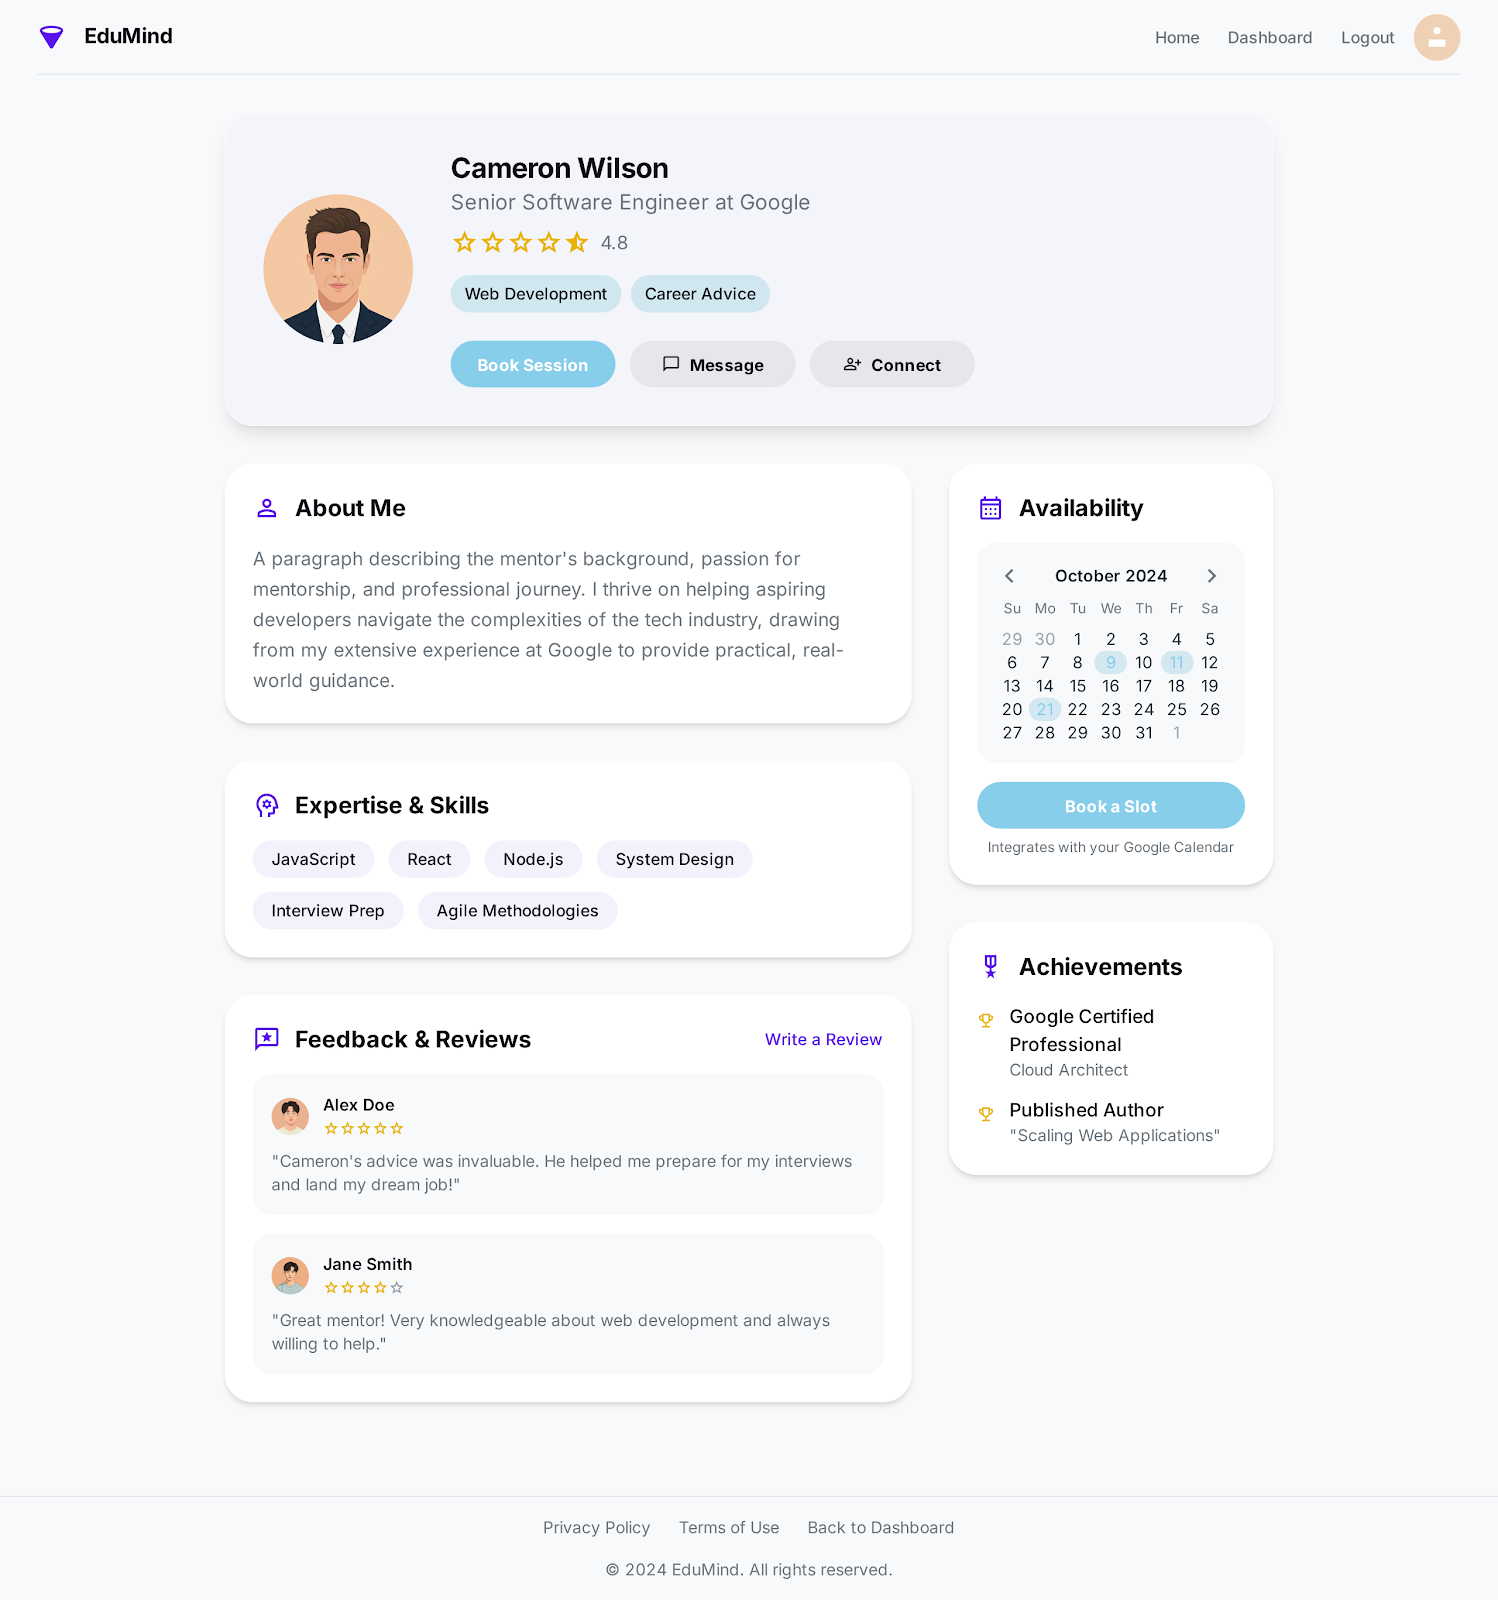 EduMind
Home Dashboard Logout
Cameron Wilson
Senior Software Engineer at Google
4.8
Web Development Career Advice
Book Session Message Connect
About Me
A paragraph describing the mentor's background, passion for
mentorship, and professional journey. I thrive on helping aspiring
developers navigate the complexities of the tech industry, drawing
from my extensive experience at Google to provide practical, real-
world guidance.
Expertise & Skills
JavaScript React Node.js System Design
Interview Prep Agile Methodologies
Feedback & Reviews Write a Review
Alex Doe
"Cameron's advice was invaluable. He helped me prepare for my interviews
and land my dream job!"
Jane Smith
"Great mentor! Very knowledgeable about web development and always
willing to help."
Availability
October 2024
Su Mo Tu We Th Fr Sa
29 30 1 2 3 4 5
6 7 8 9 10 11 12
13 14 15 16 17 18 19
20 21 22 23 24 25 26
27 28 29 30 31 1
Book a Slot
Integrates with your Google Calendar
Achievements
Google Certified
Professional
Cloud Architect
Published Author
"Scaling Web Applications"
Privacy Policy Terms of Use Back to Dashboard
© 2024 EduMind. All rights reserved.